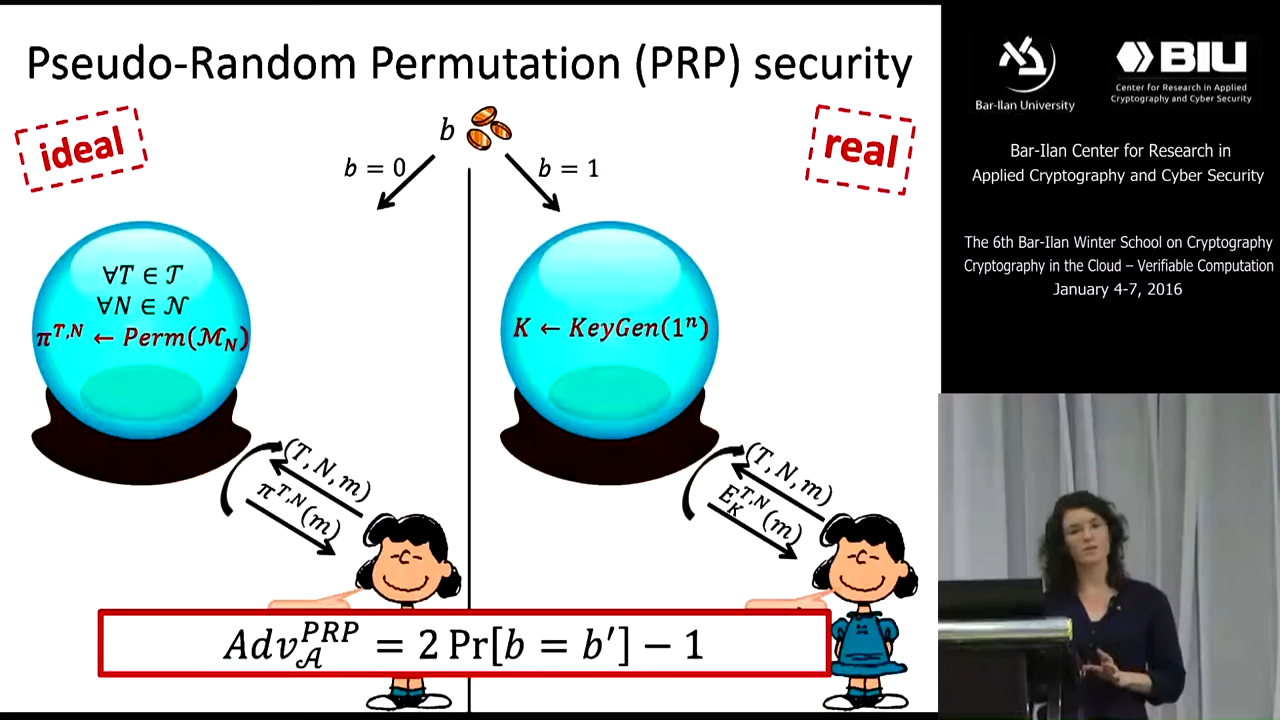 Pseudo-Random Permutation (PRP) security
ideal
b
real
b = 0
b = 1
∀T ∈ 𝒯
∀N ∈ 𝒩
π^{T,N} ← Perm(ℳ_N)
K ← KeyGen(1^n)
(T, N, m)
π^{T,N}(m)
(T, N, m)
E_K^{T,N}(m)
Adv_𝒜^{PRP} = 2 Pr[b = b′] − 1
Bar-Ilan University
BIU
Center for Research in Applied
Cryptography and Cyber Security
Bar-Ilan Center for Research in
Applied Cryptography and Cyber Security
The 6th Bar-Ilan Winter School on Cryptography
Cryptography in the Cloud – Verifiable Computation
January 4-7, 2016